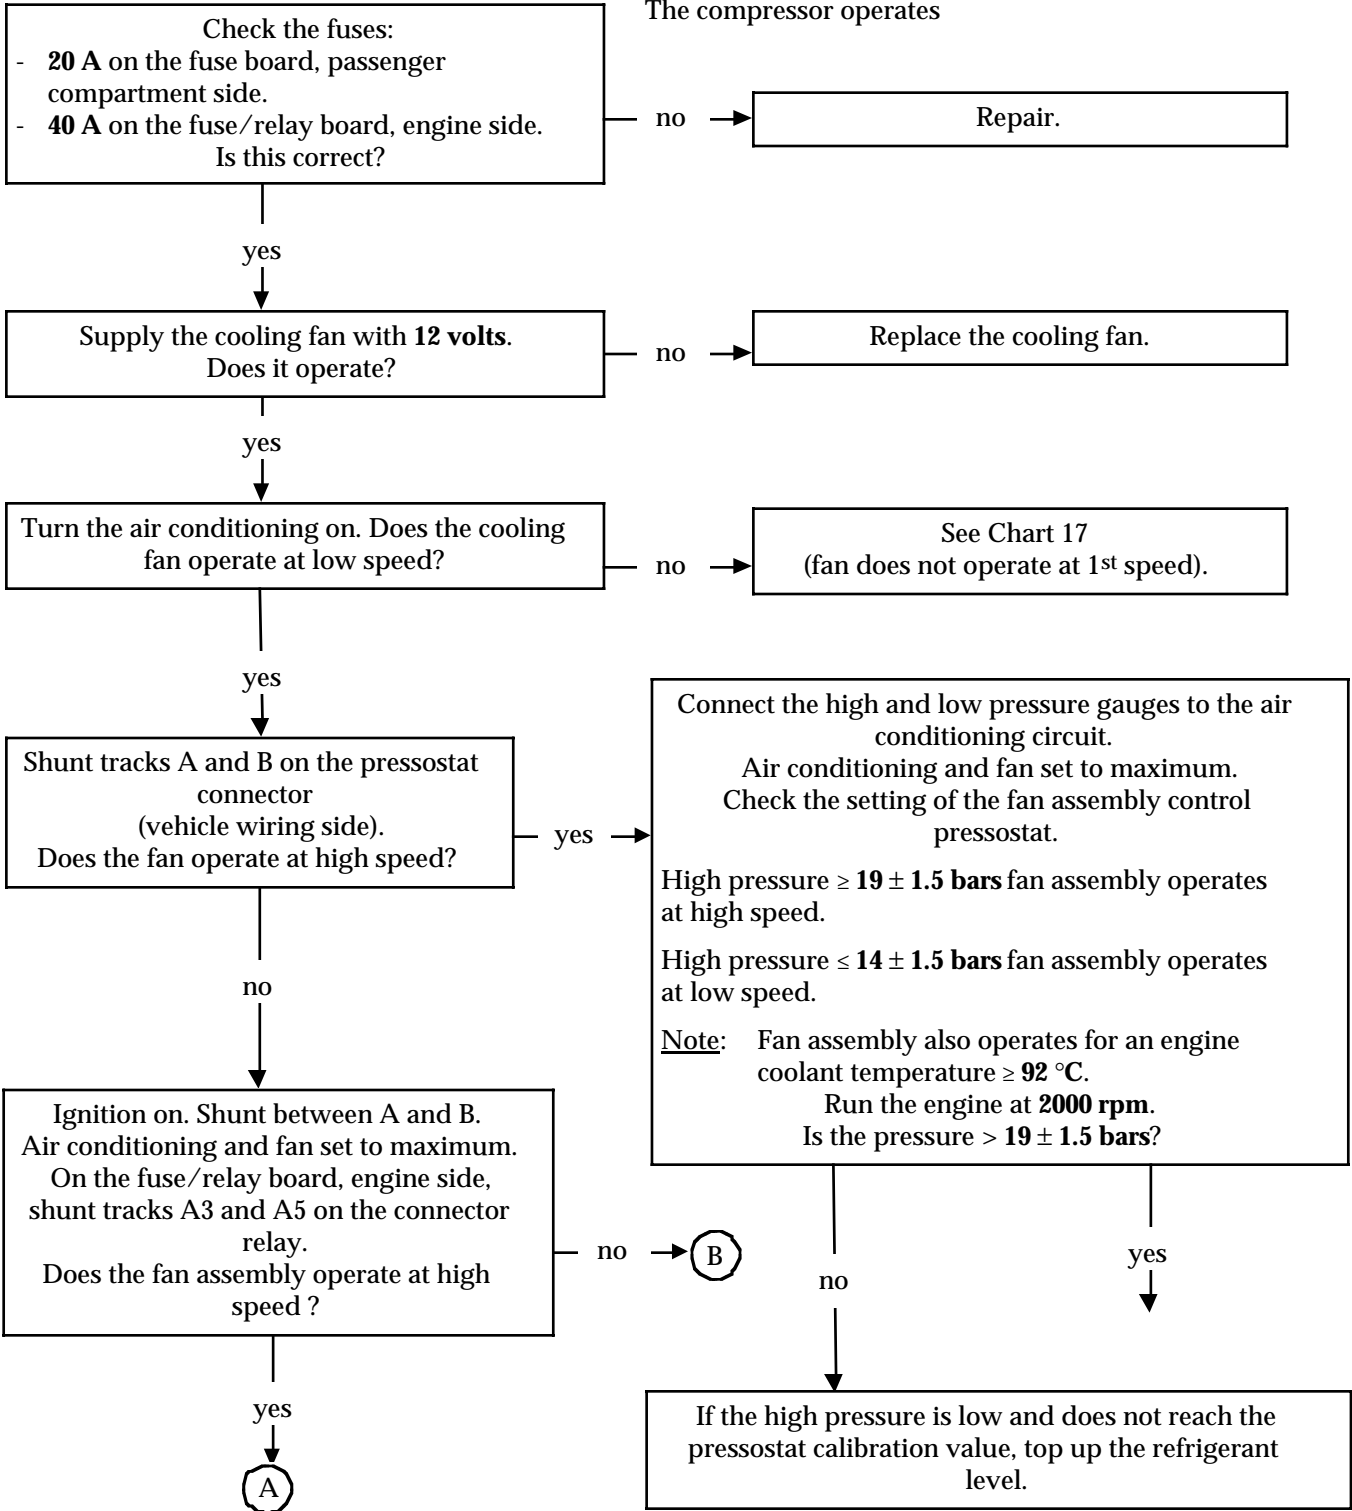 The compressor operates
Check the fuses:
- 20 A on the fuse board, passenger
compartment side.
- 40 A on the fuse/relay board, engine side.
Is this correct?
no
Repair.
yes
Supply the cooling fan with 12 volts.
Does it operate?
no
Replace the cooling fan.
yes
Turn the air conditioning on. Does the cooling
fan operate at low speed?
no
See Chart 17
(fan does not operate at 1st speed).
yes
Shunt tracks A and B on the pressostat
connector
(vehicle wiring side).
Does the fan operate at high speed?
yes
Connect the high and low pressure gauges to the air
conditioning circuit.
Air conditioning and fan set to maximum.
Check the setting of the fan assembly control
pressostat.
High pressure ≥ 19 ± 1.5 bars fan assembly operates
at high speed.
High pressure ≤ 14 ± 1.5 bars fan assembly operates
at low speed.
Note: Fan assembly also operates for an engine
coolant temperature ≥ 92 °C.
Run the engine at 2000 rpm.
Is the pressure > 19 ± 1.5 bars?
no
Ignition on. Shunt between A and B.
Air conditioning and fan set to maximum.
On the fuse/relay board, engine side,
shunt tracks A3 and A5 on the connector
relay.
Does the fan assembly operate at high
speed ?
no
B
no
yes
yes
A
If the high pressure is low and does not reach the
pressostat calibration value, top up the refrigerant
level.